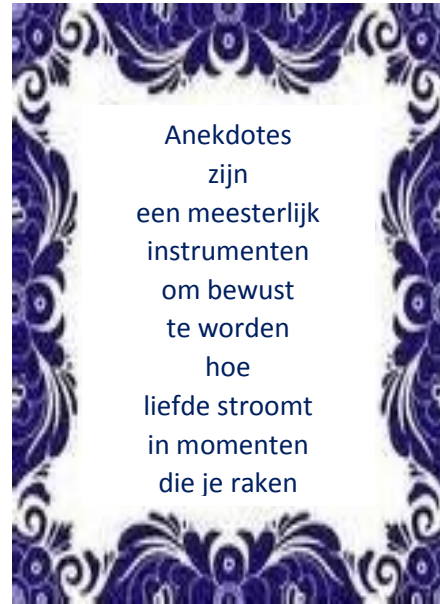 Anekdotes
zijn
een meesterlijk
instrumenten
om bewust
te worden
hoe
liefde stroomt
in momenten
die je raken